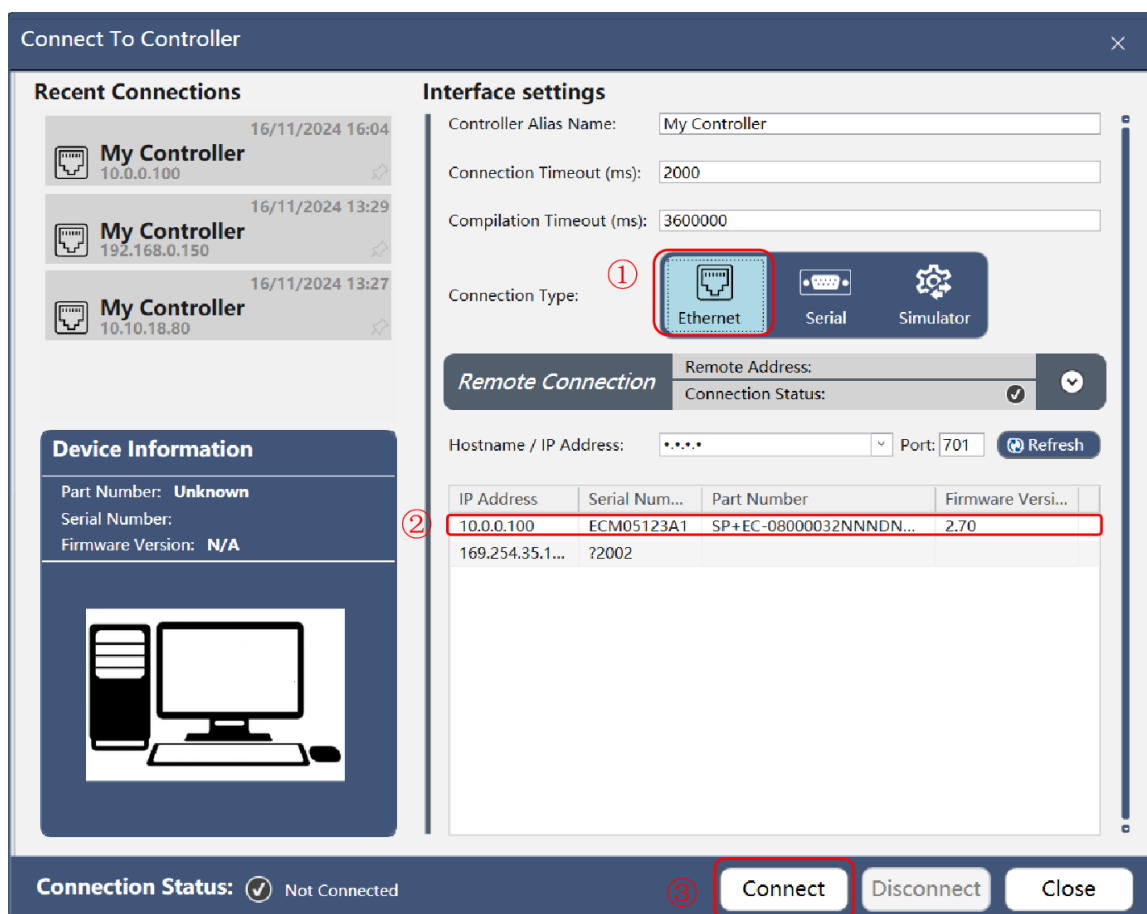 Connect To Controller
Recent Connections
16/11/2024 16:04
My Controller
10.0.0.100
16/11/2024 13:29
My Controller
192.168.0.150
16/11/2024 13:27
My Controller
10.10.18.80
Device Information
Part Number: Unknown
Serial Number:
Firmware Version: N/A
Interface settings
Controller Alias Name: My Controller
Connection Timeout (ms): 2000
Compilation Timeout (ms): 3600000
①
Connection Type:
Ethernet Serial Simulator
Remote Connection
Remote Address:
Connection Status:
Hostname / IP Address: •.•.•.• Port: 701 Refresh
IP Address Serial Num... Part Number Firmware Versi...
② 10.0.0.100 ECM05123A1 SP+EC-08000032NNNDN... 2.70
169.254.35.1... ?2002
Connection Status: Not Connected
③ Connect Disconnect Close